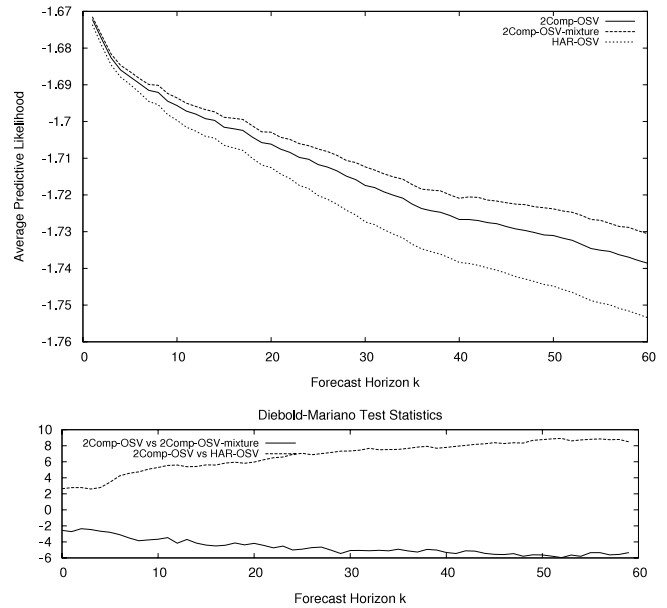 -1.67
-1.68
-1.69
-1.7
-1.71
-1.72
-1.73
-1.74
-1.75
-1.76
Average Predictive Likelihood
2Comp-OSV
2Comp-OSV-mixture
HAR-OSV
0 10 20 30 40 50 60
Forecast Horizon k
Diebold-Mariano Test Statistics
10
8
6
4
2
0
-2
-4
-6
2Comp-OSV vs 2Comp-OSV-mixture
2Comp-OSV vs HAR-OSV
0 10 20 30 40 50 60
Forecast Horizon k